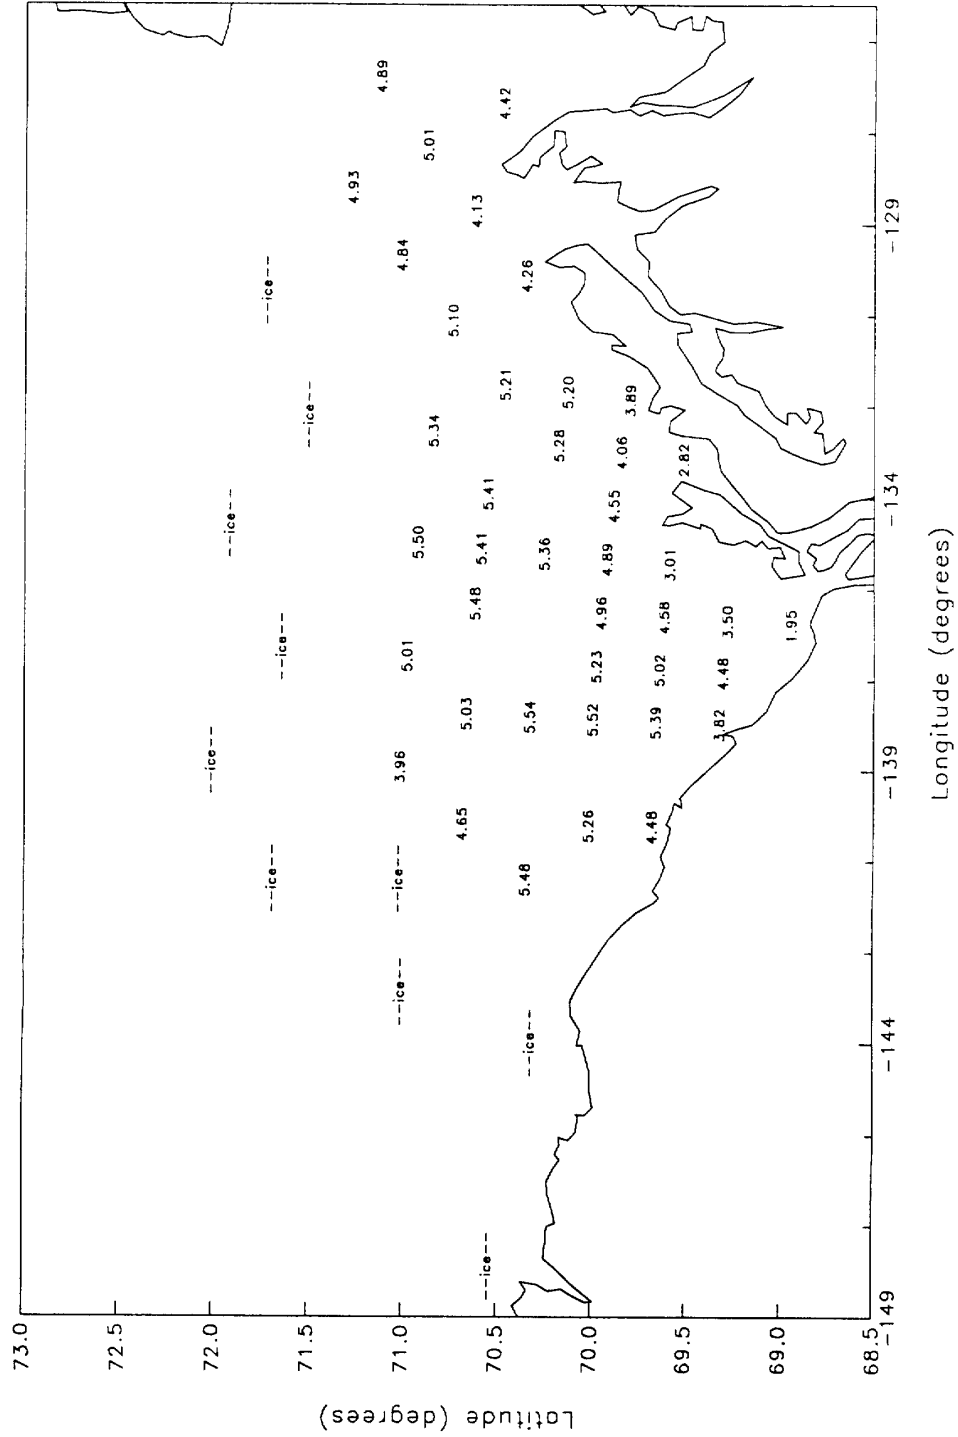 Latitude (degrees)
73.0
72.5
72.0
71.5
71.0
70.5
70.0
69.5
69.0
68.5
--ice--
--ice--
--ice--
--ice--
--ice--
--ice--
4.93
4.89
--ice-- --ice-- 3.96 5.01 5.50 4.84 5.01
5.34
5.10
4.65 5.03 5.48 5.41 4.13
--ice-- 5.41
5.21 4.42
--ice-- 5.48 5.54 5.36 4.26
5.28 5.20
5.26 5.52 5.23 4.96 4.89 4.55 4.06 3.89
4.48 5.39 5.02 4.58 3.01 2.82
3.82 4.48 3.50
1.95
-149 -144 -139 -134 -129
Longitude (degrees)